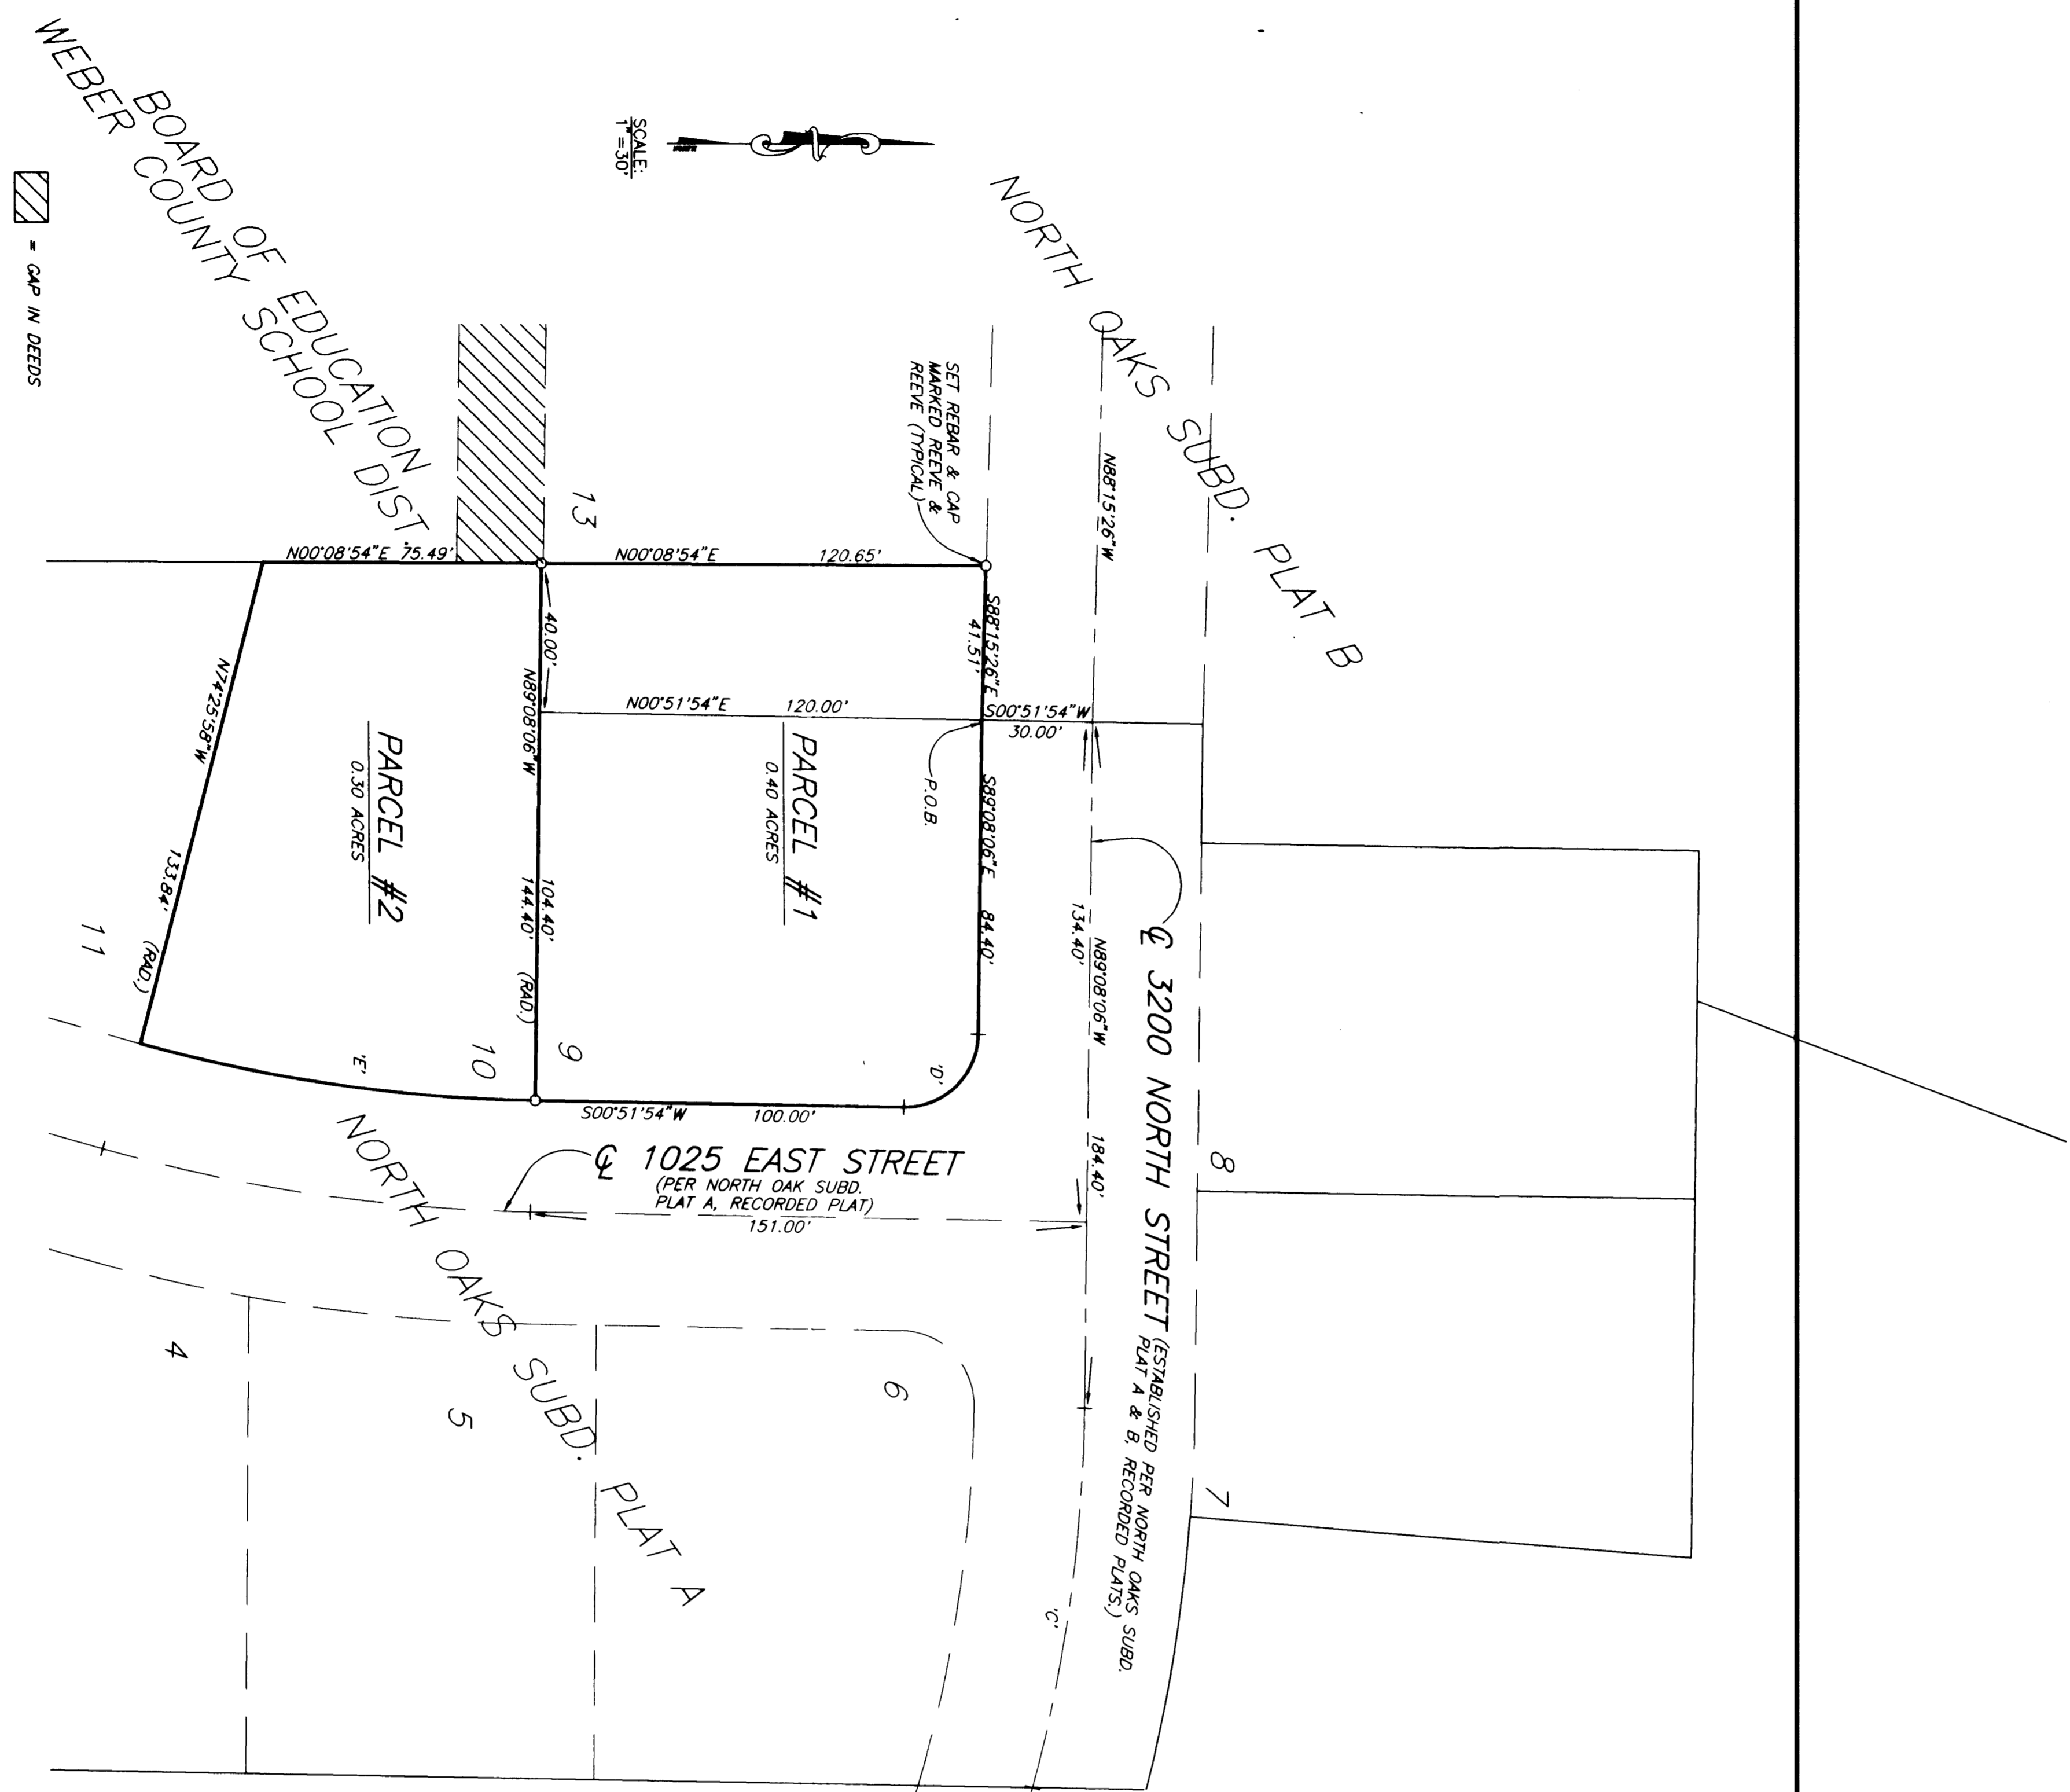 WEBER COUNTY SCHOOL DIST.
BOARD OF EDUCATION
= GAP IN DEEDS
SCALE:
1"=30'
NORTH OAKS SUBD. PLAT B
SET REBAR & CAP
MARKED REEVE &
REEVE (TYPICAL)
13
N88°15'26"W
N00°08'54"E 75.49'
N00°08'54"E 120.65'
S88°15'26"E
41.51'
40.00'
N00°51'54"E 120.00'
S00°51'54"W
30.00'
P.O.B.
S89°08'06"E 84.40'
N89°08'06"W
104.40'
144.40'
(RAD.)
PARCEL #1
0.40 ACRES
PARCEL #2
0.30 ACRES
N74°25'58"W 133.84' (RAD.)
11
134.40'
N89°08'06"W 184.40'
℄ 3200 NORTH STREET
(ESTABLISHED PER NORTH OAKS SUBD.
PLAT A & B, RECORDED PLATS.)
'E'
10
9
'D'
S00°51'54"W 100.00'
℄ 1025 EAST STREET
(PER NORTH OAK SUBD.
PLAT A, RECORDED PLAT)
151.00'
NORTH OAKS SUBD. PLAT A
8
7
4
5
6
'C'